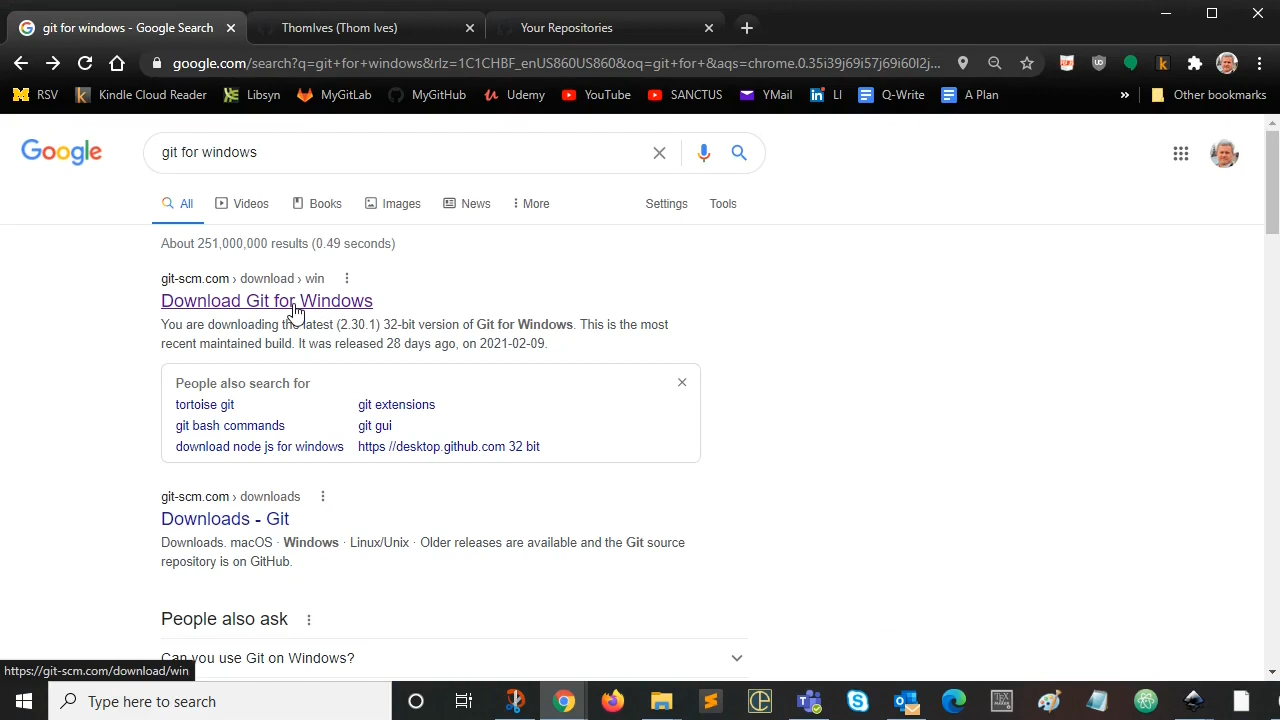 git for windows - Google Search
ThomIves (Thom Ives)
Your Repositories
google.com/search?q=git+for+windows&rlz=1C1CHBF_enUS860US860&oq=git+for+&aqs=chrome.0.35i39j69i57j69i60l2j...
RSV
Kindle Cloud Reader
Libsyn
MyGitLab
MyGitHub
Udemy
YouTube
SANCTUS
YMail
LI
Q-Write
A Plan
»
Other bookmarks
Google
git for windows
All
Videos
Books
Images
News
More
Settings
Tools
About 251,000,000 results (0.49 seconds)
git-scm.com › download › win
Download Git for Windows
You are downloading the latest (2.30.1) 32-bit version of Git for Windows. This is the most
recent maintained build. It was released 28 days ago, on 2021-02-09.
People also search for
tortoise git
git extensions
git bash commands
git gui
download node js for windows
https //desktop.github.com 32 bit
git-scm.com › downloads
Downloads - Git
Downloads. macOS · Windows · Linux/Unix · Older releases are available and the Git source
repository is on GitHub.
People also ask
Can you use Git on Windows?
https://git-scm.com/download/win
Type here to search